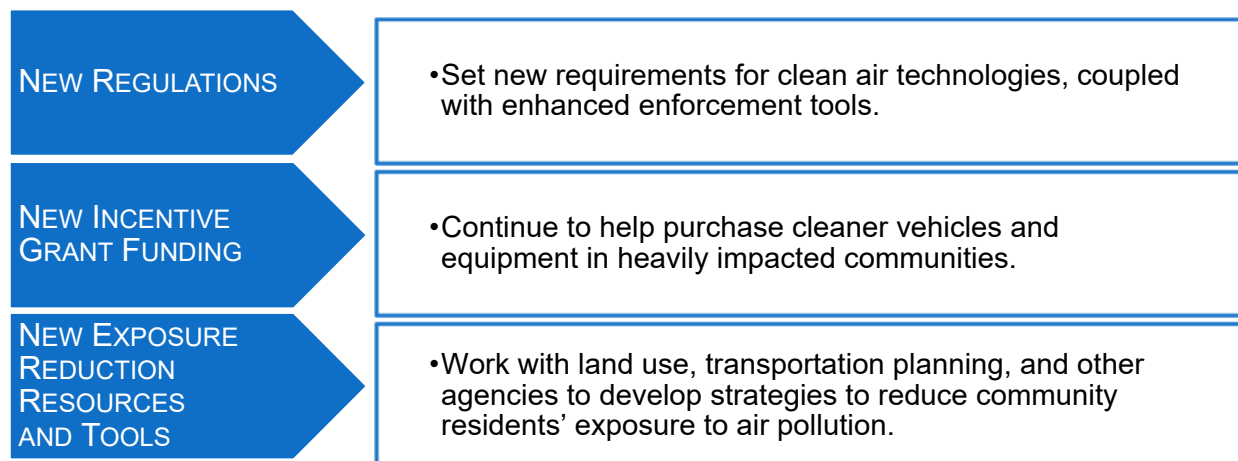 NEW REGULATIONS
•Set new requirements for clean air technologies, coupled
with enhanced enforcement tools.
NEW INCENTIVE
GRANT FUNDING
•Continue to help purchase cleaner vehicles and
equipment in heavily impacted communities.
NEW EXPOSURE
REDUCTION
RESOURCES
AND TOOLS
•Work with land use, transportation planning, and other
agencies to develop strategies to reduce community
residents’ exposure to air pollution.